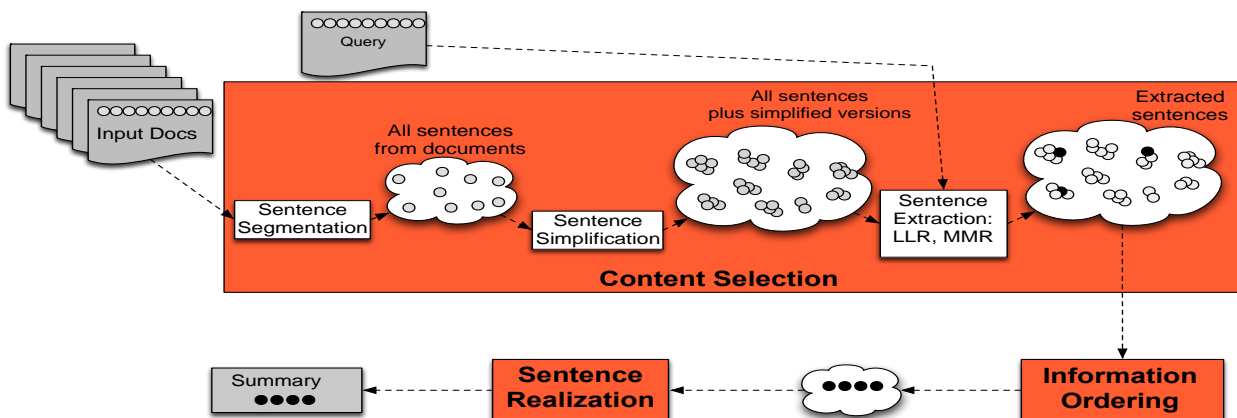 Query
Input Docs
All sentences
from documents
All sentences
plus simplified versions
Extracted
sentences
Sentence
Segmentation
Sentence
Simplification
Sentence
Extraction:
LLR, MMR
Content Selection
Summary
Sentence
Realization
Information
Ordering